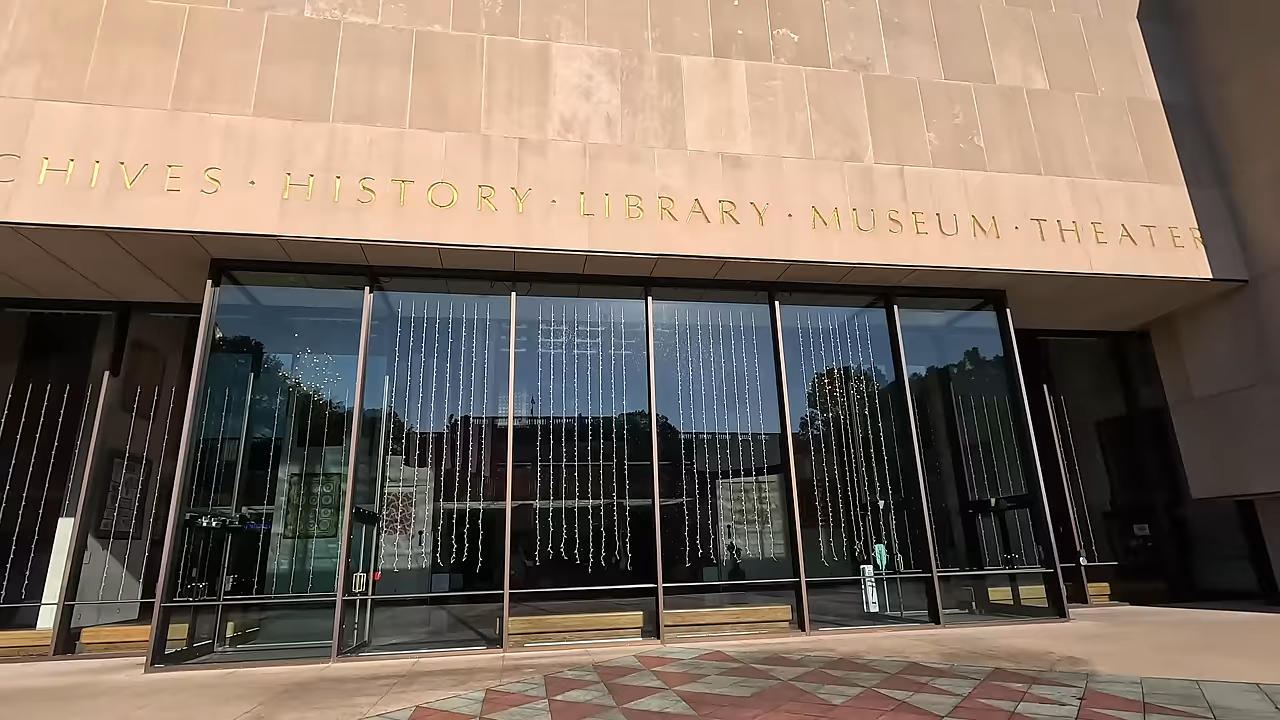 CHIVES · HISTORY · LIBRARY · MUSEUM · THEATER